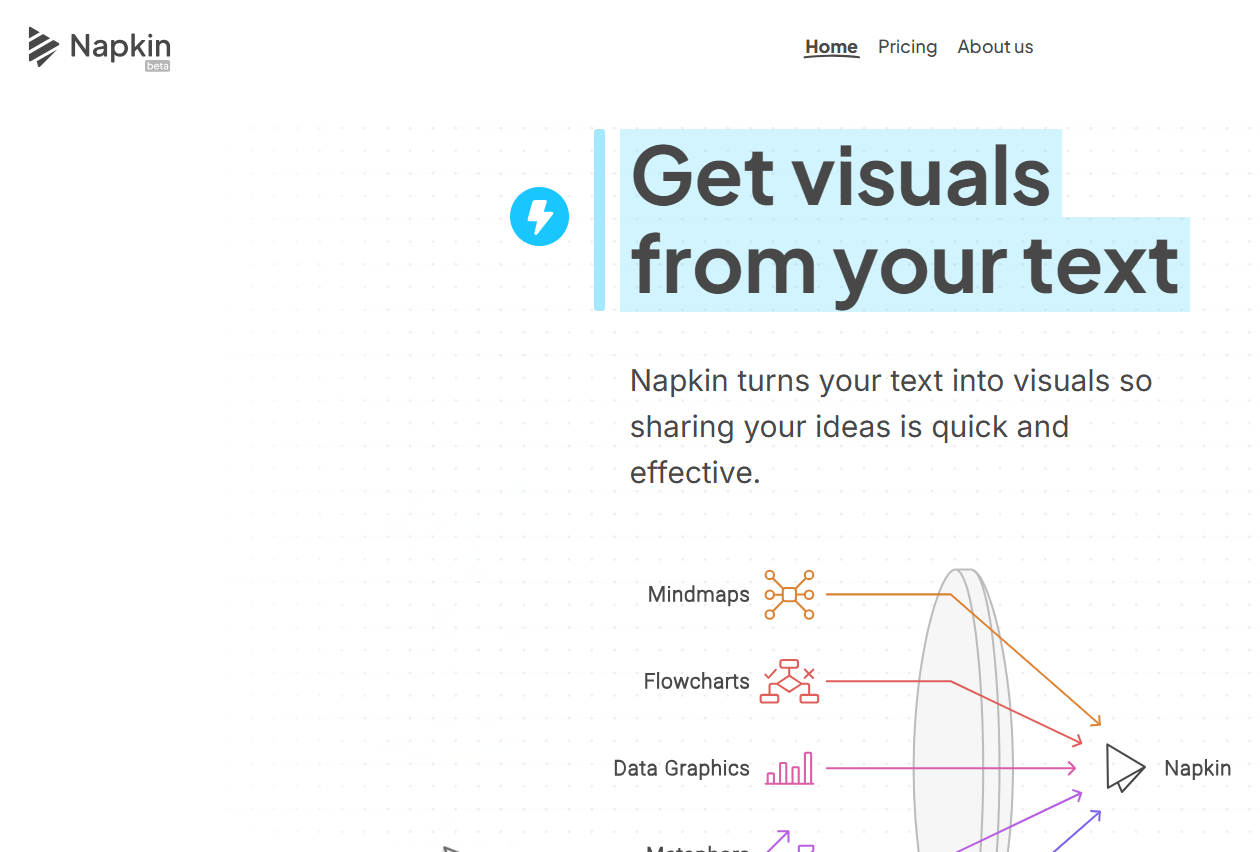 Napkin
beta
Home Pricing About us
Get visuals
from your text
Napkin turns your text into visuals so
sharing your ideas is quick and
effective.
Mindmaps
Flowcharts
Data Graphics
Napkin